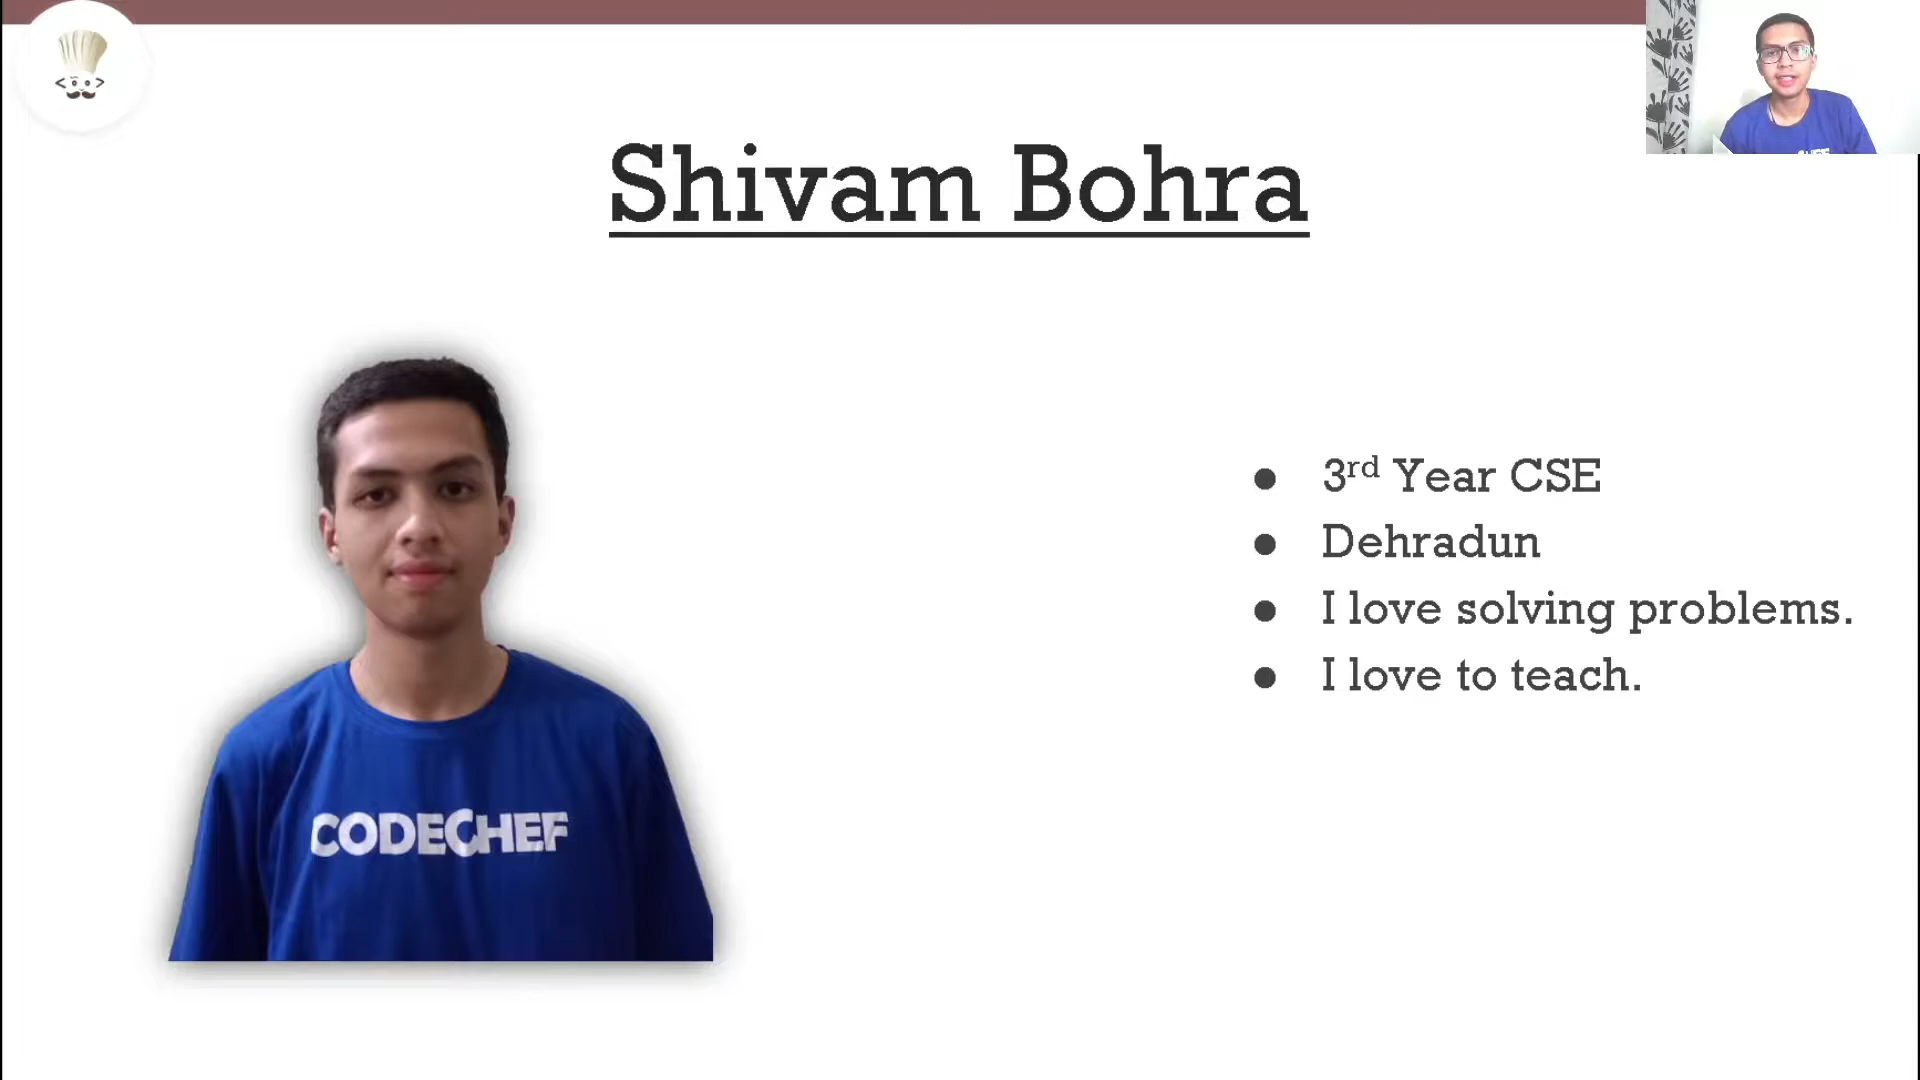 Shivam Bohra
3rd Year CSE
Dehradun
I love solving problems.
I love to teach.
CODECHEF